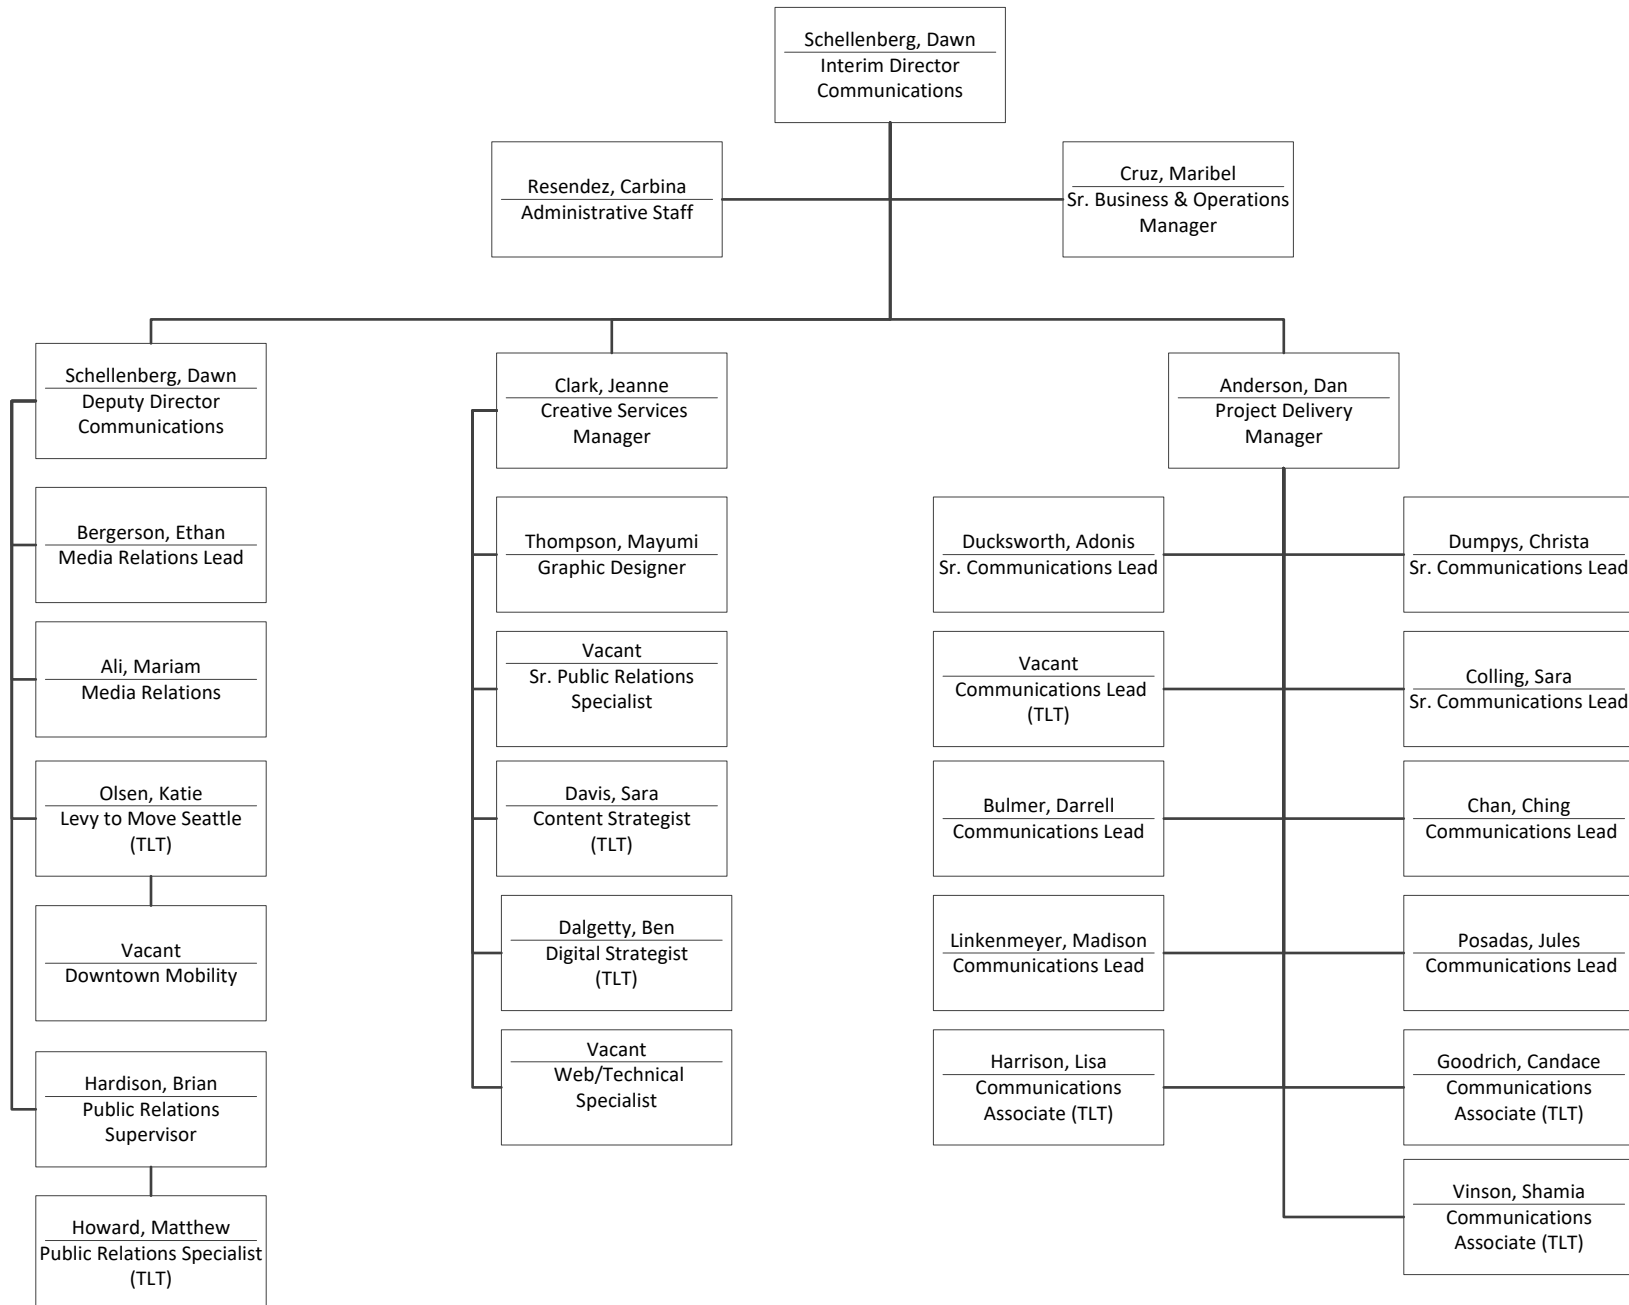 Schellenberg, Dawn
Interim Director
Communications
Resendez, Carbina
Administrative Staff
Cruz, Maribel
Sr. Business & Operations
Manager
Schellenberg, Dawn
Deputy Director
Communications
Bergerson, Ethan
Media Relations Lead
Ali, Mariam
Media Relations
Olsen, Katie
Levy to Move Seattle
(TLT)
Vacant
Downtown Mobility
Hardison, Brian
Public Relations
Supervisor
Howard, Matthew
Public Relations Specialist
(TLT)
Clark, Jeanne
Creative Services
Manager
Thompson, Mayumi
Graphic Designer
Vacant
Sr. Public Relations
Specialist
Davis, Sara
Content Strategist
(TLT)
Dalgetty, Ben
Digital Strategist
(TLT)
Vacant
Web/Technical
Specialist
Anderson, Dan
Project Delivery
Manager
Ducksworth, Adonis
Sr. Communications Lead
Dumpys, Christa
Sr. Communications Lead
Vacant
Communications Lead
(TLT)
Colling, Sara
Sr. Communications Lead
Bulmer, Darrell
Communications Lead
Chan, Ching
Communications Lead
Linkenmeyer, Madison
Communications Lead
Posadas, Jules
Communications Lead
Harrison, Lisa
Communications
Associate (TLT)
Goodrich, Candace
Communications
Associate (TLT)
Vinson, Shamia
Communications
Associate (TLT)